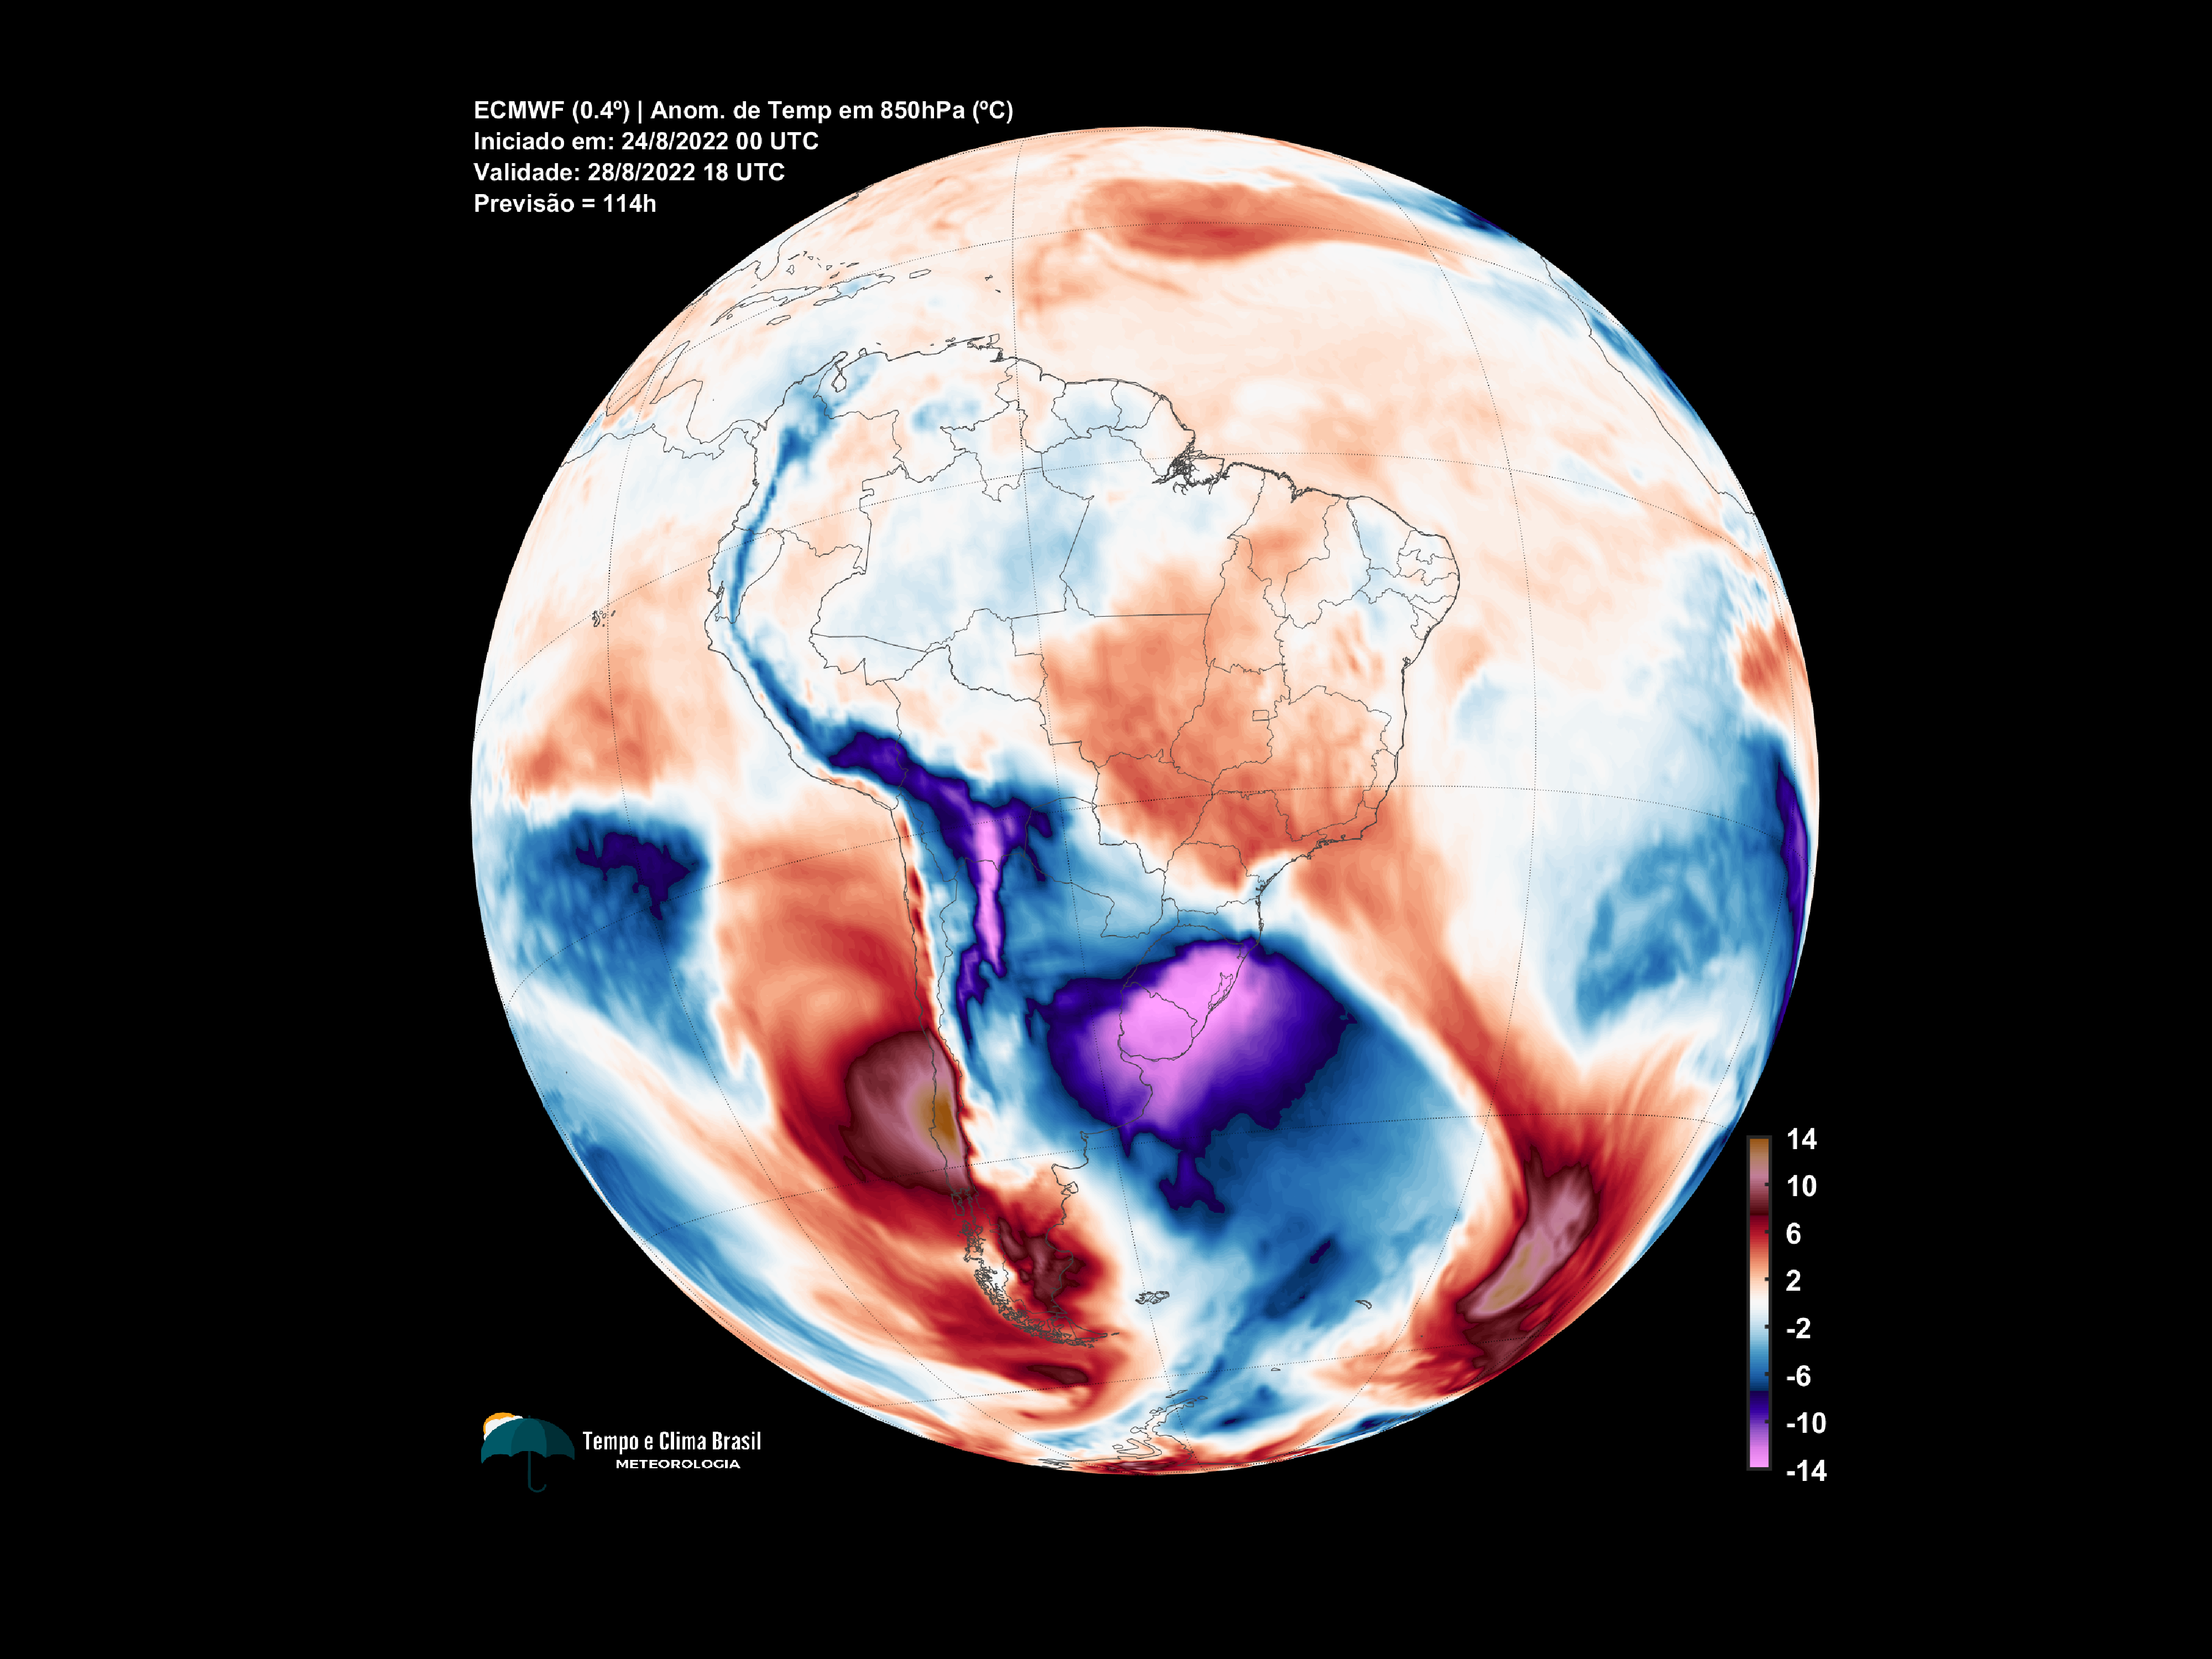 ECMWF (0.4º) | Anom. de Temp em 850hPa (ºC)
Iniciado em: 24/8/2022 00 UTC
Validade: 28/8/2022 18 UTC
Previsão = 114h
14
10
6
2
-2
-6
-10
-14
Tempo e Clima Brasil
METEOROLOGIA